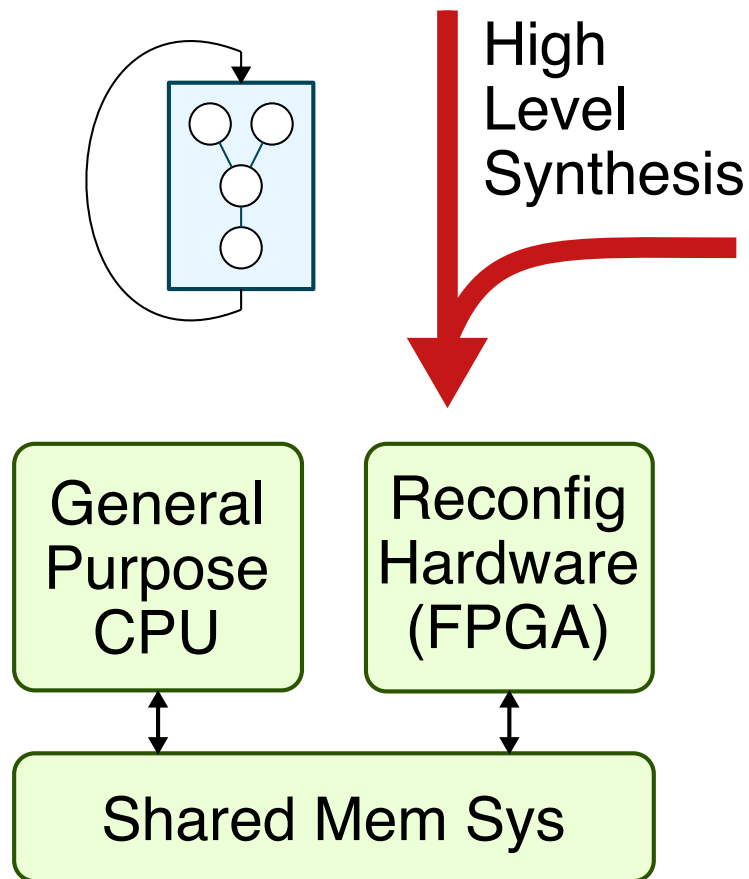 High
Level
Synthesis
General
Purpose
CPU
Reconfig
Hardware
(FPGA)
Shared Mem Sys